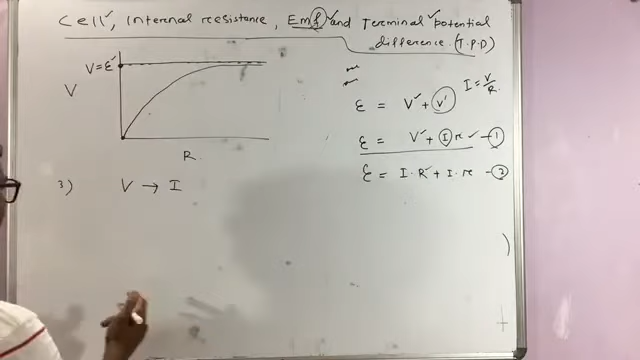 Cell, internal resistance, Emf and Terminal potential
difference. (T.P.D)
V = ε
V
R
3) V → I
I = V/R
ε = V + V'
ε = V + I r - 1
ε = I · R + I · r - 2